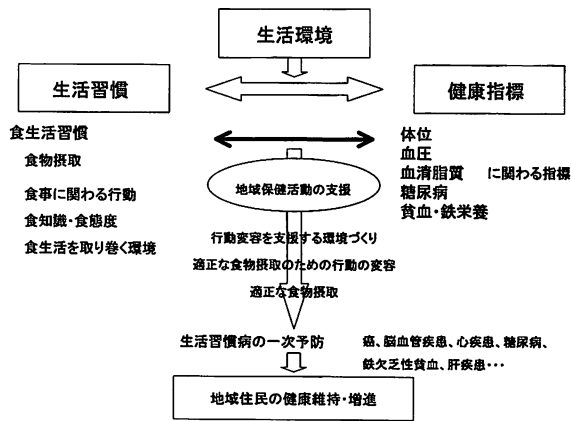 生活環境
生活習慣
健康指標
食生活習慣
食物摂取
食事に関わる行動
食知識・食態度
食生活を取り巻く環境
体位
血圧
血清脂質 に関わる指標
糖尿病
貧血・鉄栄養
地域保健活動の支援
行動変容を支援する環境づくり
適正な食物摂取のための行動の変容
適正な食物摂取
生活習慣病の一次予防
癌、脳血管疾患、心疾患、糖尿病、
鉄欠乏性貧血、肝疾患・・・
地域住民の健康維持・増進